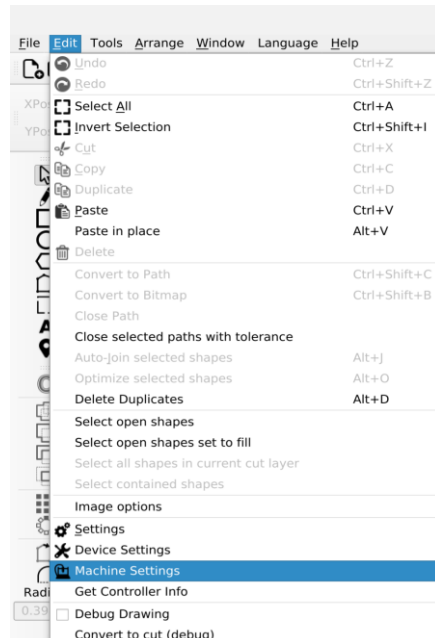 File Edit Tools Arrange Window Language Help
Undo Ctrl+Z
Redo Ctrl+Shift+Z
XPos
Select All Ctrl+A
YPos
Invert Selection Ctrl+Shift+I
Cut Ctrl+X
Copy Ctrl+C
Duplicate Ctrl+D
Paste Ctrl+V
Paste in place Alt+V
Delete
Convert to Path Ctrl+Shift+C
Convert to Bitmap Ctrl+Shift+B
Close Path
Close selected paths with tolerance
Auto-Join selected shapes Alt+J
Optimize selected shapes Alt+O
Delete Duplicates Alt+D
Select open shapes
Select open shapes set to fill
Select all shapes in current cut layer
Select contained shapes
Image options
Settings
Device Settings
Machine Settings
Radi
Get Controller Info
0.39
Debug Drawing
Convert to cut (debug)